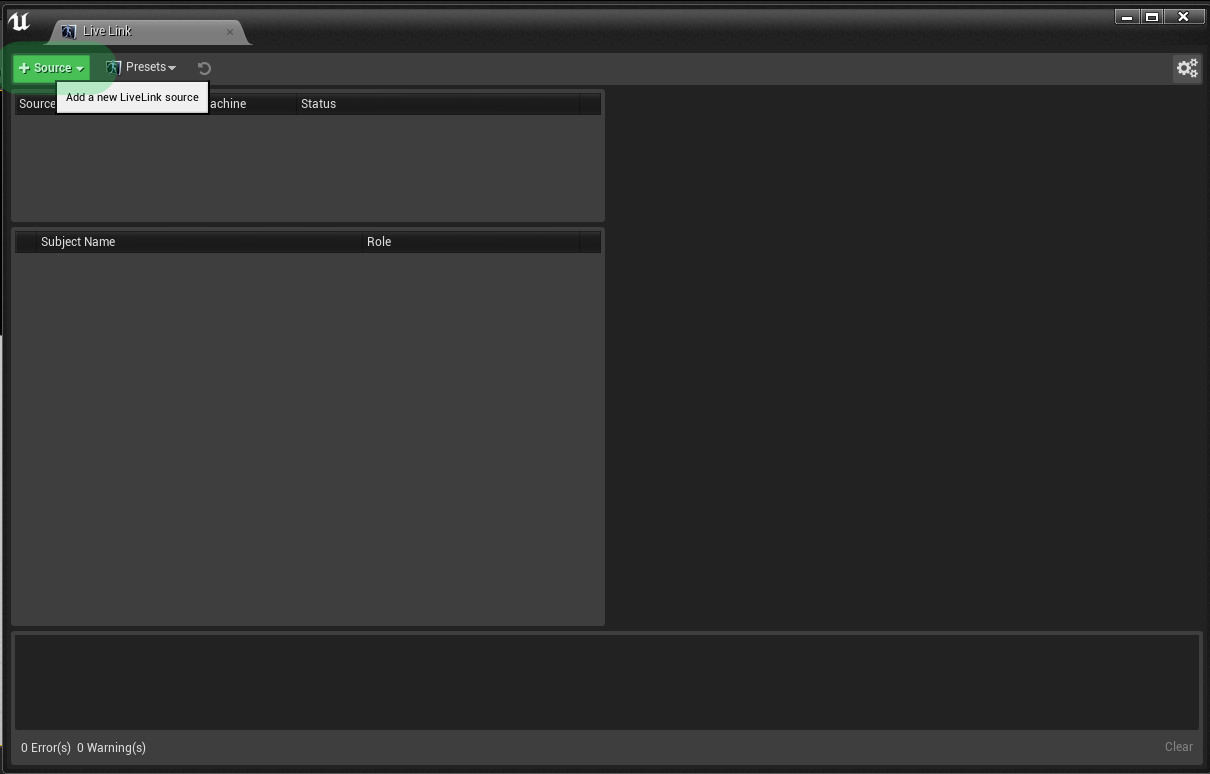 Live Link
Source Presets
Add a new LiveLink source
Source achine Status
Subject Name Role
0 Error(s) 0 Warning(s)
Clear